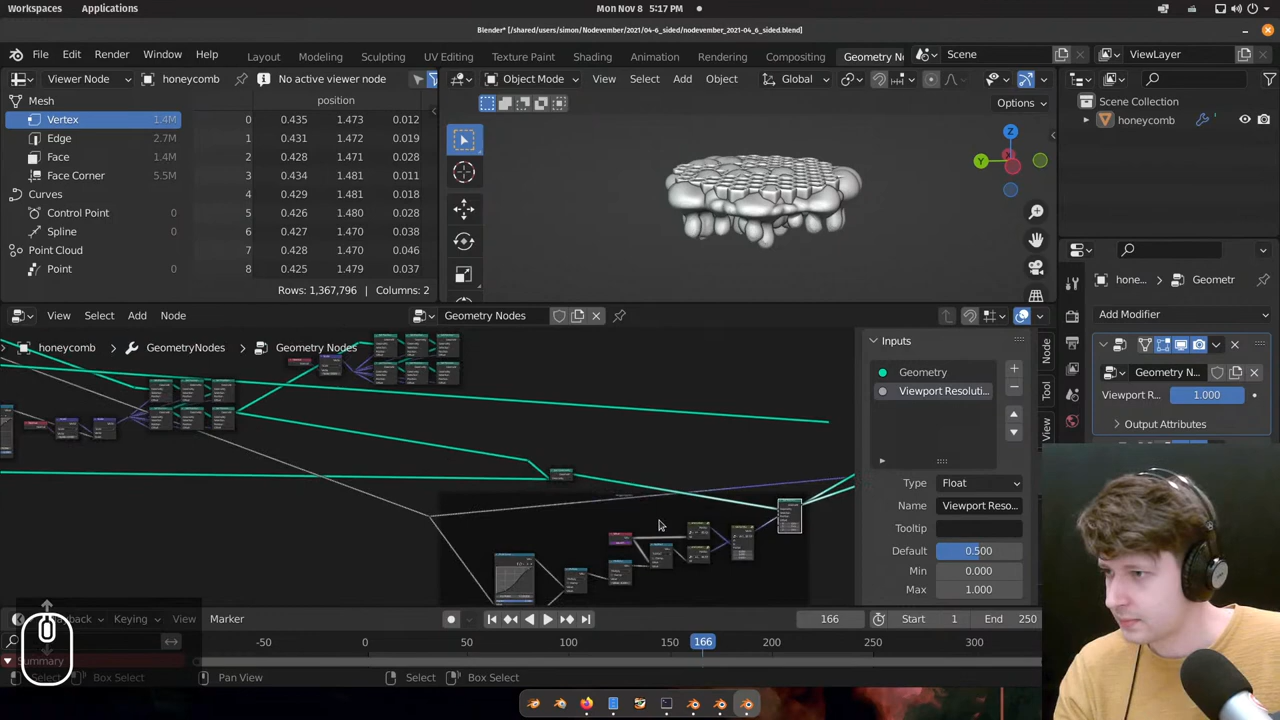 Workspaces Applications Mon Nov 8 5:17 PM
Blender* [/shared/users/simon/Nodevember/2021/04-6_sided/nodevember_2021-04_6_sided.blend]
File Edit Render Window Help Layout Modeling Sculpting UV Editing Texture Paint Shading Animation Rendering Compositing Geometry No Scene ViewLayer
Viewer Node honeycomb No active viewer node Object Mode View Select Add Object Global
Mesh position Options Scene Collection
Vertex 1.4M 0 0.435 1.473 0.012 honeycomb
Edge 2.7M 1 0.431 1.472 0.019
Face 1.4M 2 0.428 1.471 0.028
Face Corner 5.5M 3 0.434 1.481 0.011
Curves 4 0.429 1.481 0.018
Control Point 0 5 0.426 1.480 0.028
Spline 0 6 0.427 1.470 0.038
Point Cloud 7 0.428 1.470 0.046
Point 0 8 0.425 1.479 0.037
Rows: 1,367,796 | Columns: 2
Z
Y
hone Geometr
View Select Add Node Geometry Nodes Add Modifier
honeycomb GeometryNodes Geometry Nodes Inputs
Geometry Geometry N
Viewport Resoluti... Viewport R 1.000
Output Attributes
Type Float
Name Viewport Reso...
Tooltip
Default 0.500
Min 0.000
Max 1.000
Node
Tool
View
Playback Keying View Marker 166 Start 1 End 250
-50 0 50 100 150 166 200 250 300
Summary
Select Box Select Pan View Select Box Select